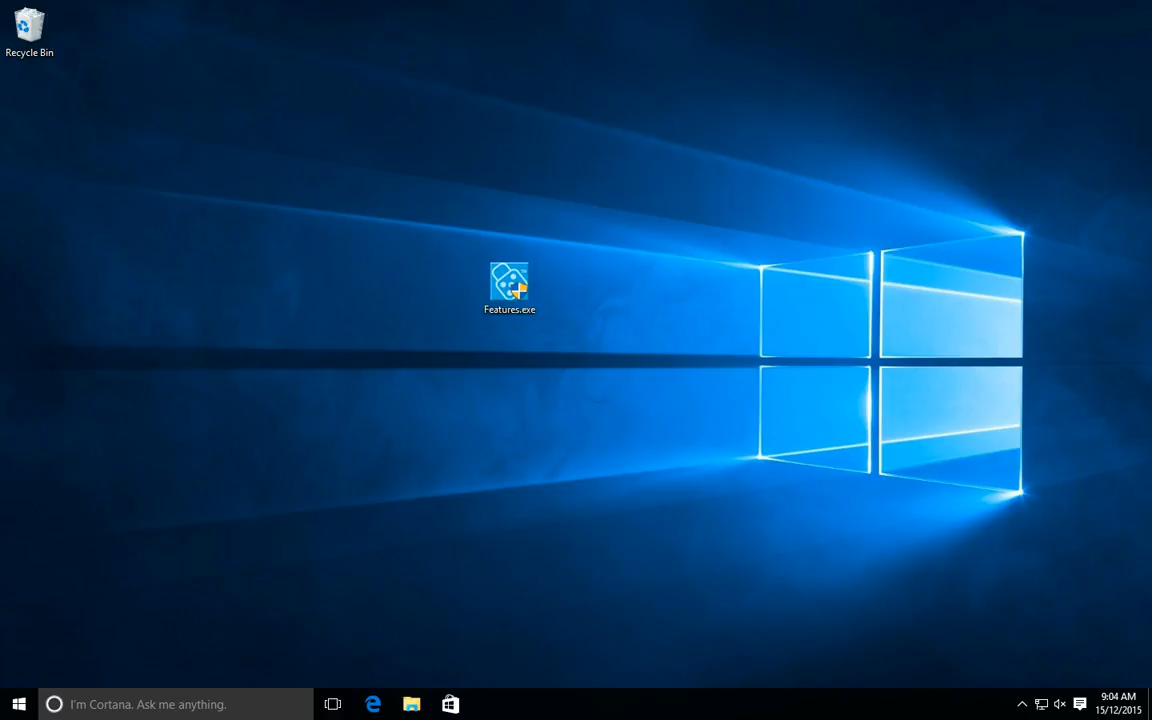 Recycle Bin
Features.exe
I'm Cortana. Ask me anything.
9:04 AM
15/12/2015